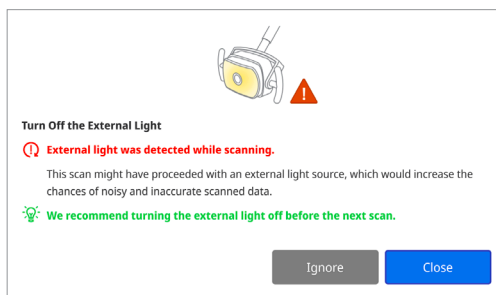 Turn Off the External Light
External light was detected while scanning.
This scan might have proceeded with an external light source, which would increase the
chances of noisy and inaccurate scanned data.
We recommend turning the external light off before the next scan.
Ignore
Close